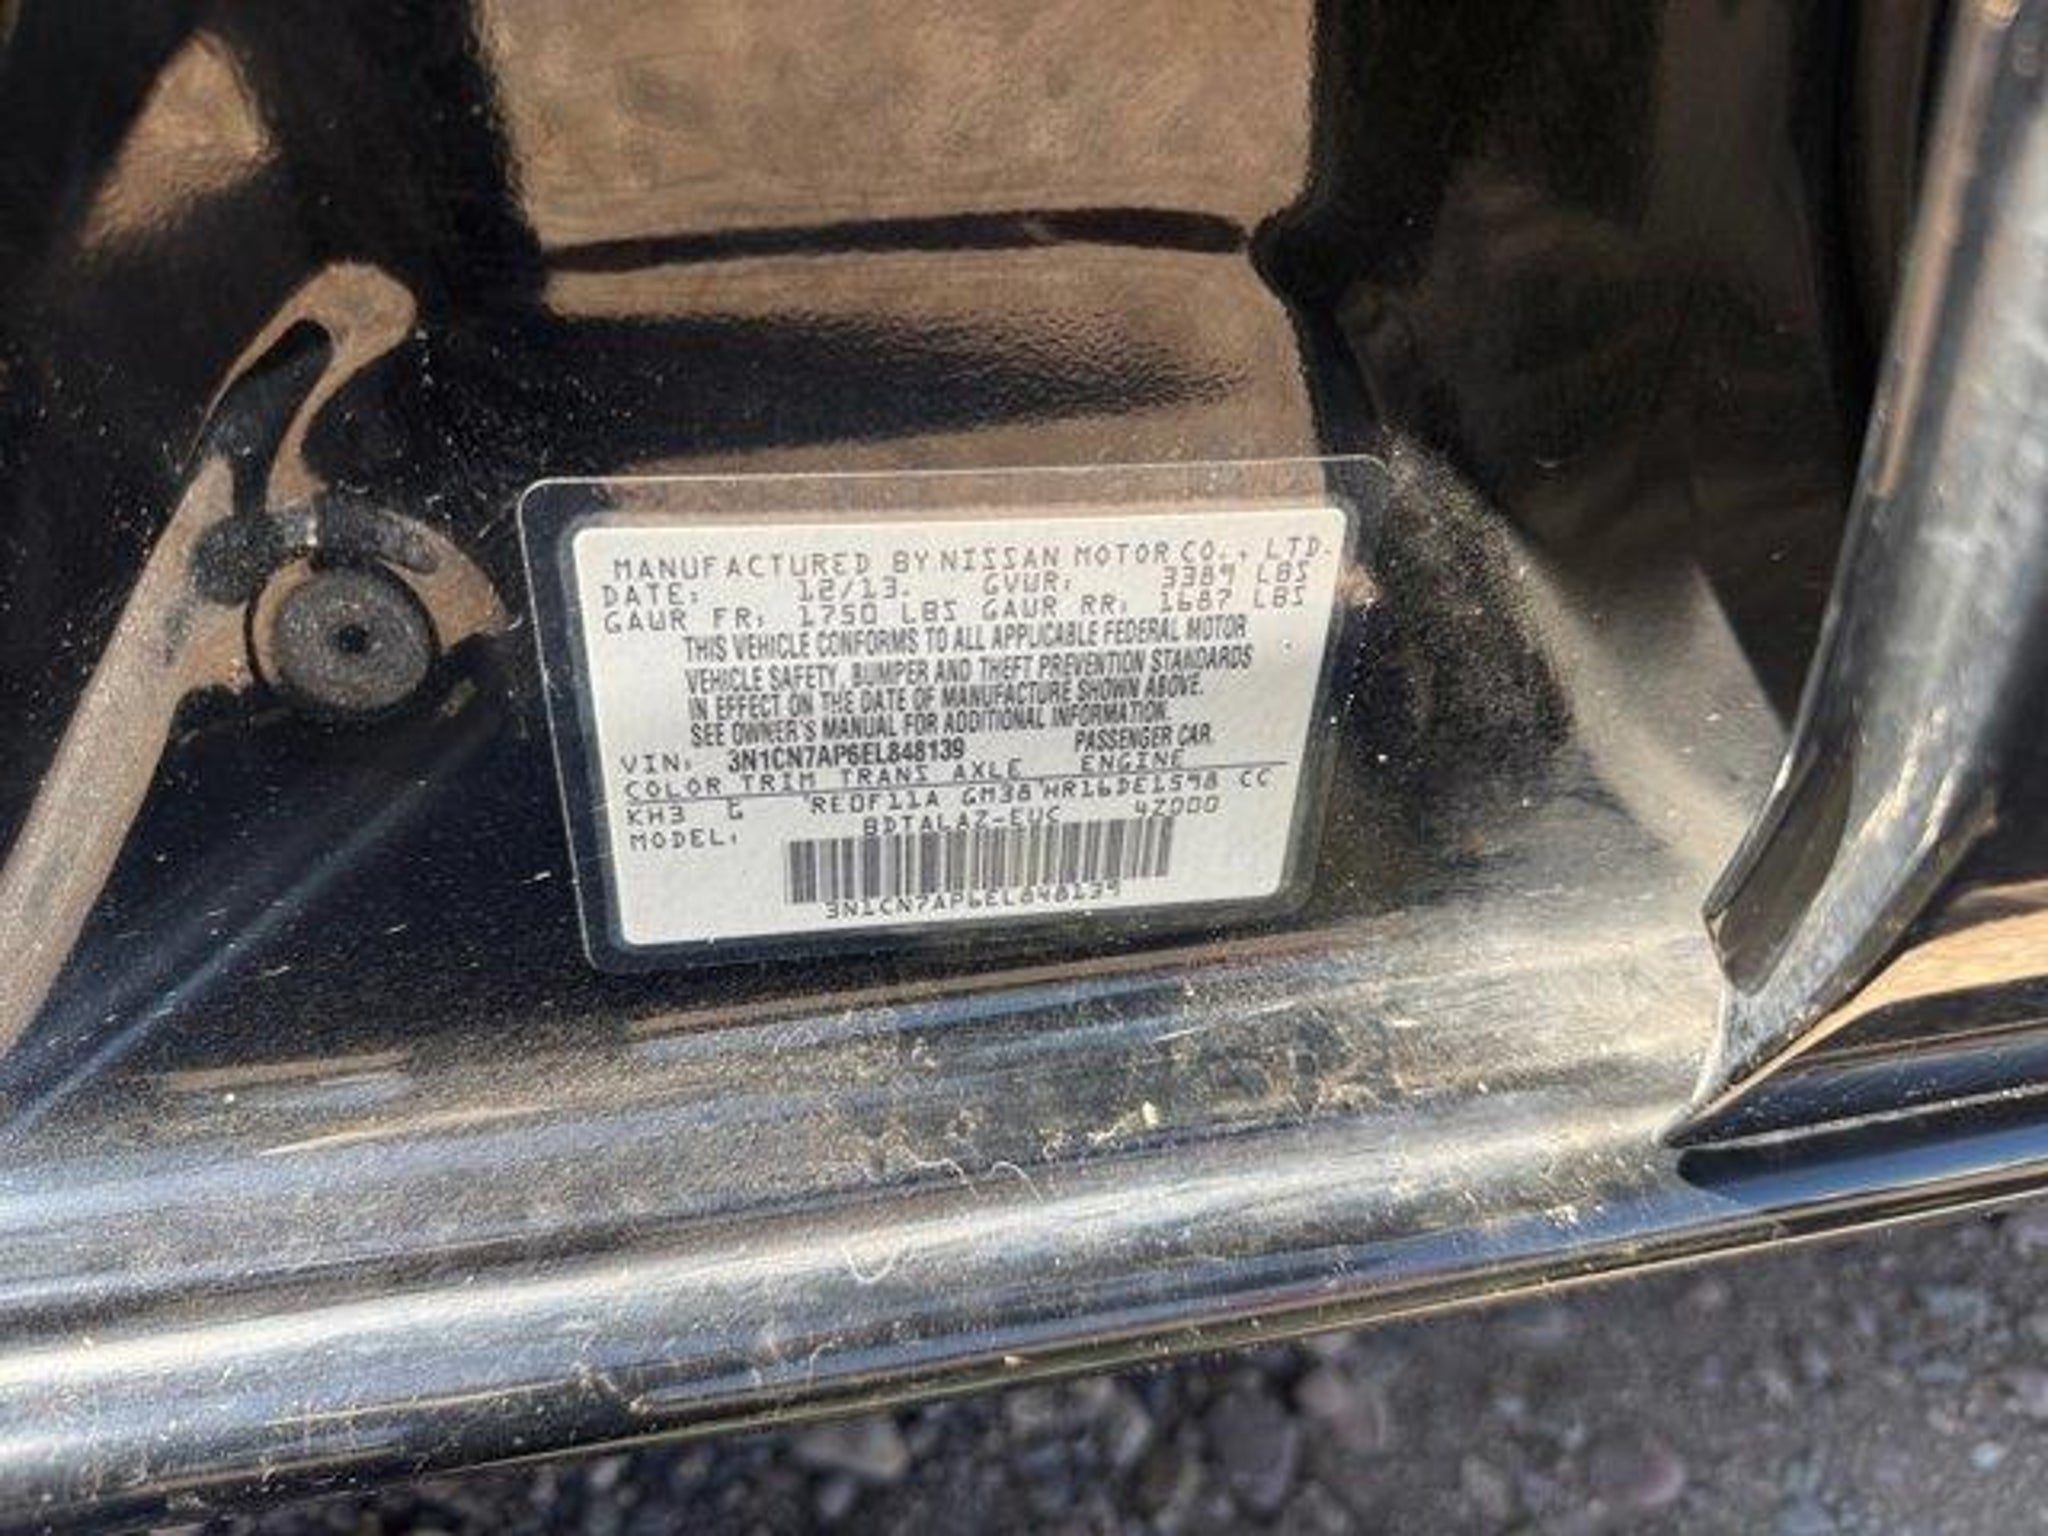 MANUFACTURED BY NISSAN MOTOR CO., LTD.
DATE: 12/13. GVWR: 3389 LBS
GAWR FR: 1750 LBS GAWR RR: 1687 LBS
THIS VEHICLE CONFORMS TO ALL APPLICABLE FEDERAL MOTOR
VEHICLE SAFETY, BUMPER AND THEFT PREVENTION STANDARDS
IN EFFECT ON THE DATE OF MANUFACTURE SHOWN ABOVE.
SEE OWNER'S MANUAL FOR ADDITIONAL INFORMATION.
VIN: 3N1CN7AP6EL848139 PASSENGER CAR
COLOR TRIM TRANS AXLE ENGINE
KH3 G RE0F11A GM38 HR16DE1598 CC
MODEL: BDTALAZ-EUC 4Z000
3N1CN7AP6EL848139